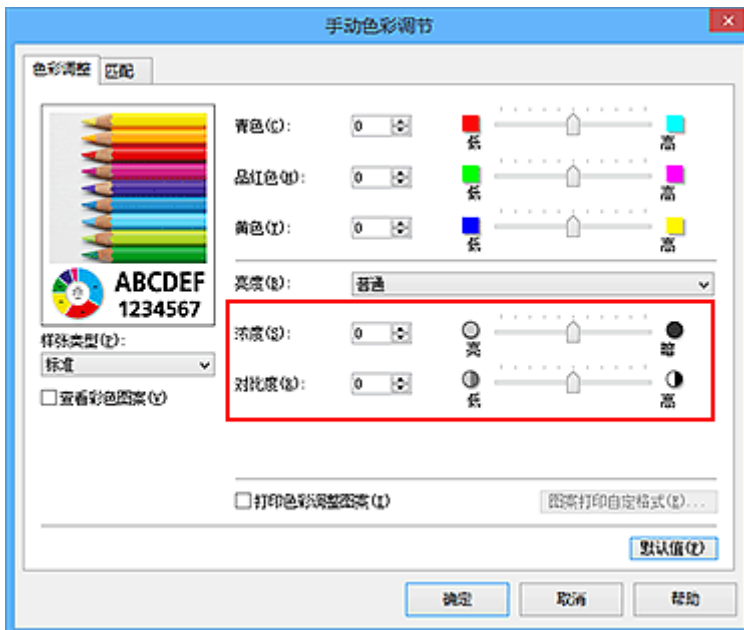 手动色彩调节
色彩调整 匹配
青色(C): 0 低 高
品红色(M): 0 低 高
黄色(Y): 0 低 高
ABCDEF
1234567
亮度(B): 普通
样张类型(P):
标准
浓度(S): 0 亮 暗
查看彩色图案(V)
对比度(R): 0 低 高
打印色彩调整图案(I) 图案打印自定格式(E)...
默认值(T)
确定 取消 帮助